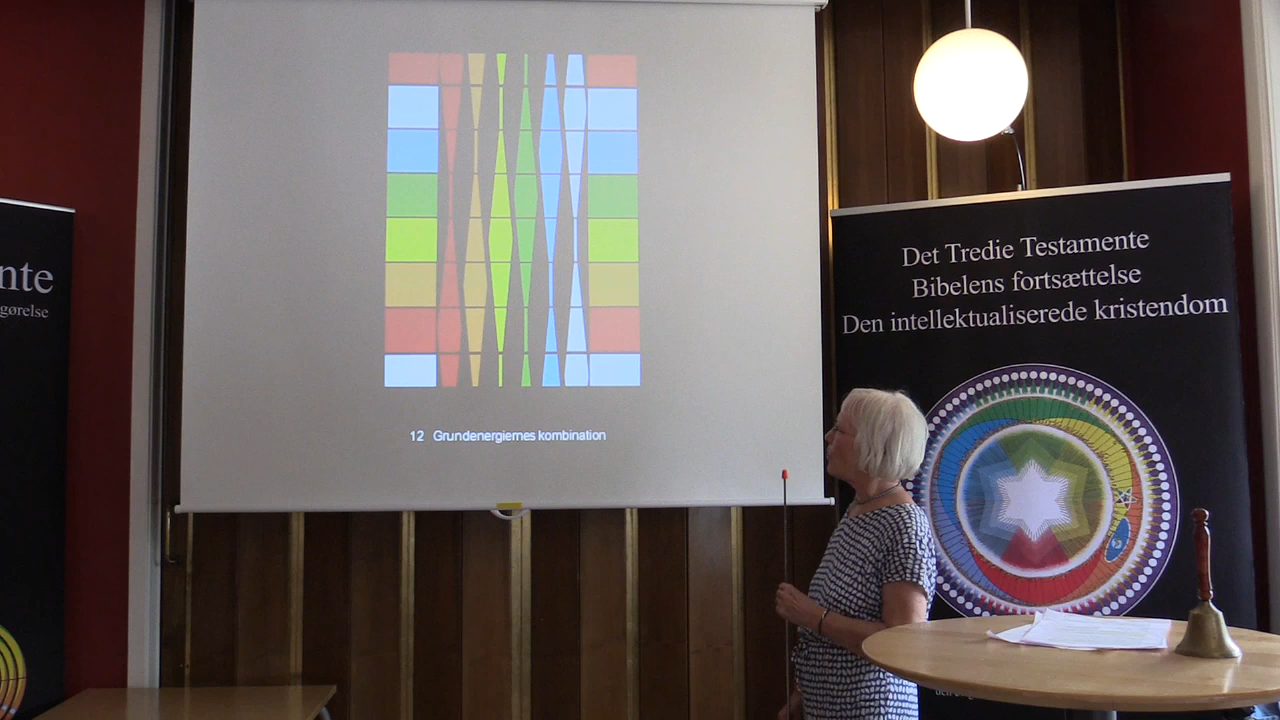 12 Grundenergiernes kombination
nte
gørelse
Det Tredie Testamente
Bibelens fortsættelse
Den intellektualiserede kristendom